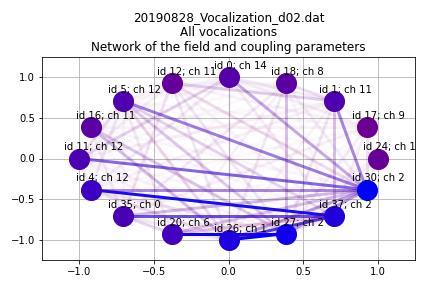 20190828_Vocalization_d02.dat
All vocalizations
Network of the field and coupling parameters
id 0; ch 14
id 12; ch 11
id 18; ch 8
id 5; ch 12
id 1; ch 11
id 16; ch 11
id 17; ch 9
id 11; ch 12
id 24; ch 1
id 4; ch 12
id 30; ch 2
id 35; ch 0
id 37; ch 2
id 20; ch 6
id 26; ch 1
id 27; ch 2
1.0
0.5
0.0
−0.5
−1.0
−1.0
−0.5
0.0
0.5
1.0